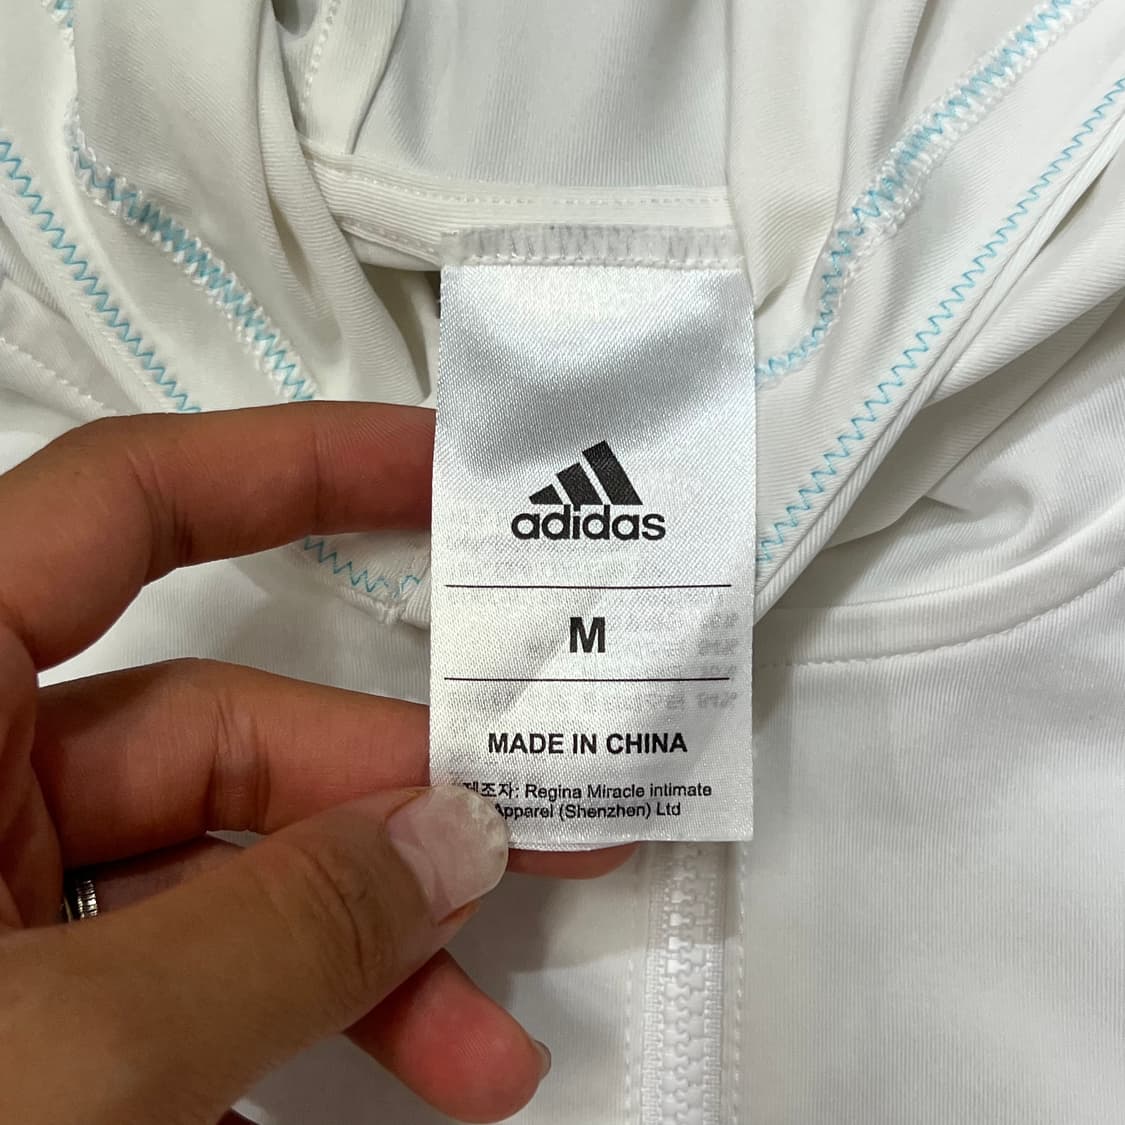 adidas
M
MADE IN CHINA
제조자: Regina Miracle intimate
Apparel (Shenzhen) Ltd